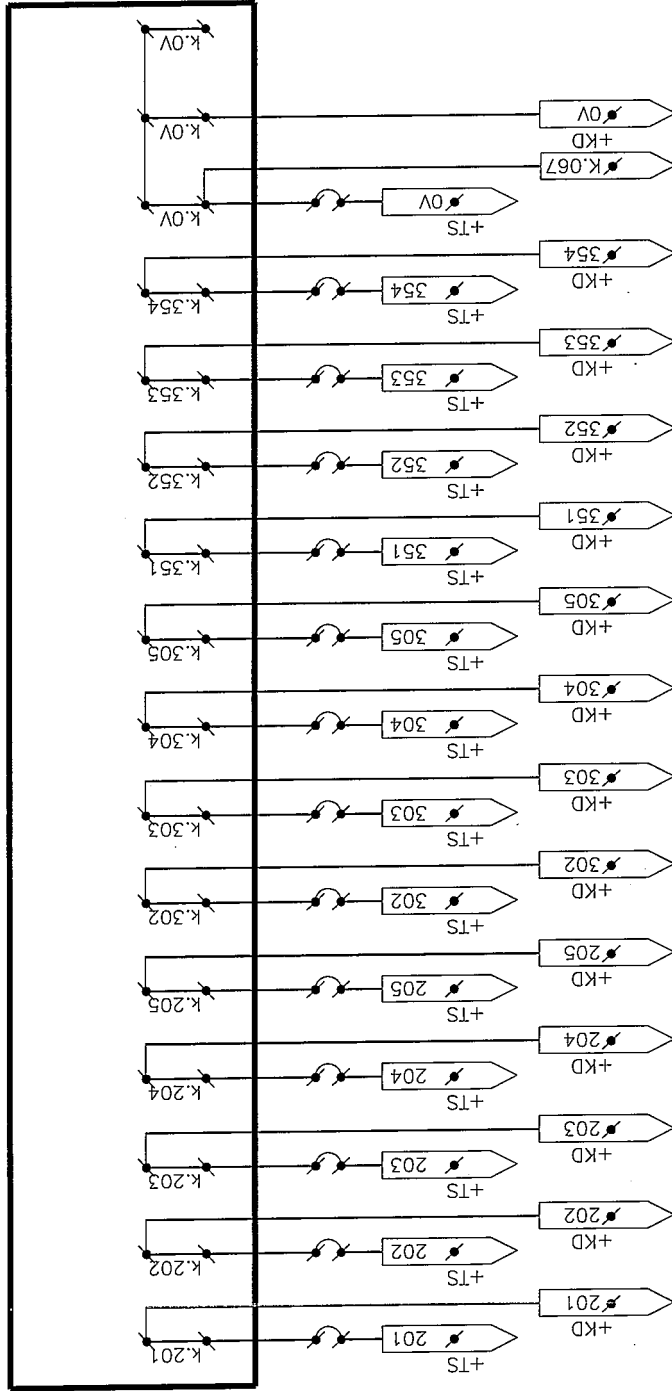 +TS
k.201
201
+KD
201
+TS
k.202
202
+KD
202
+TS
k.203
203
+KD
203
+TS
k.204
204
+KD
204
+TS
k.205
205
+KD
205
+TS
k.302
302
+KD
302
+TS
k.303
303
+KD
303
+TS
k.304
304
+KD
304
+TS
k.305
305
+KD
305
+TS
k.351
351
+KD
351
+TS
k.352
352
+KD
352
+TS
k.353
353
+KD
353
+TS
k.354
354
+KD
354
+TS
k.0V
0V
K.067
+KD
k.0V
0V
k.0V